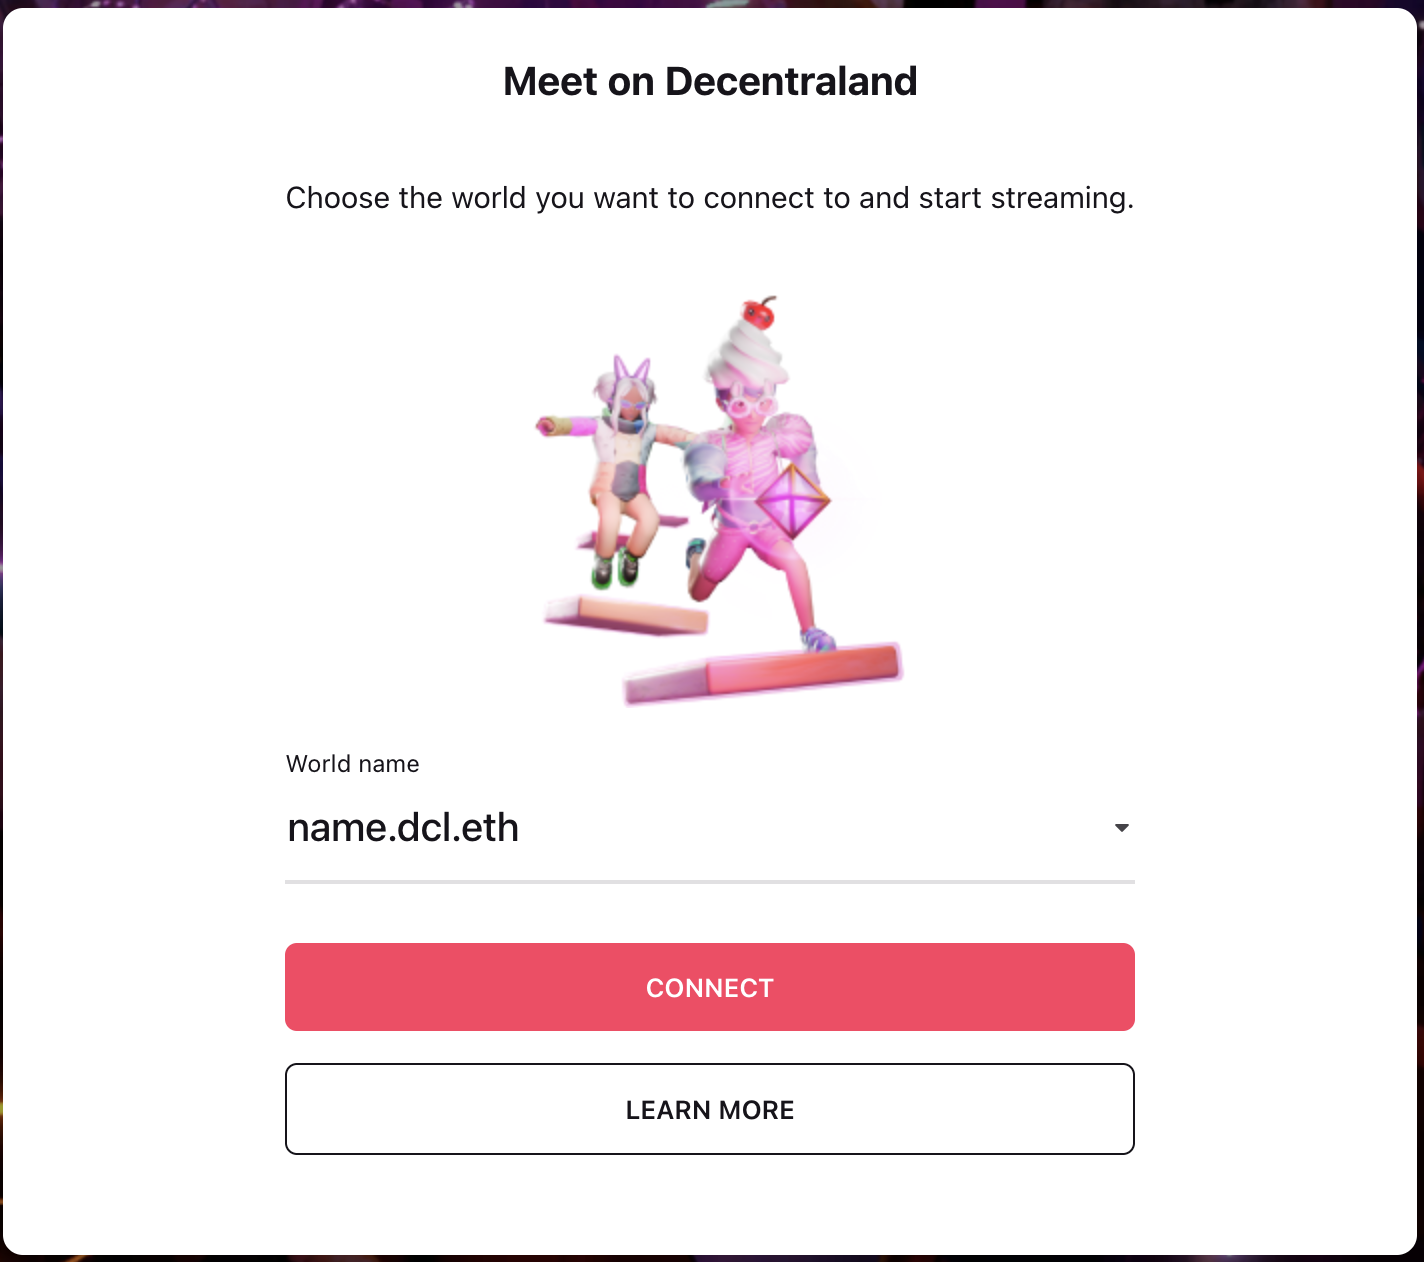 Meet on Decentraland
Choose the world you want to connect to and start streaming.
World name
name.dcl.eth
CONNECT
LEARN MORE